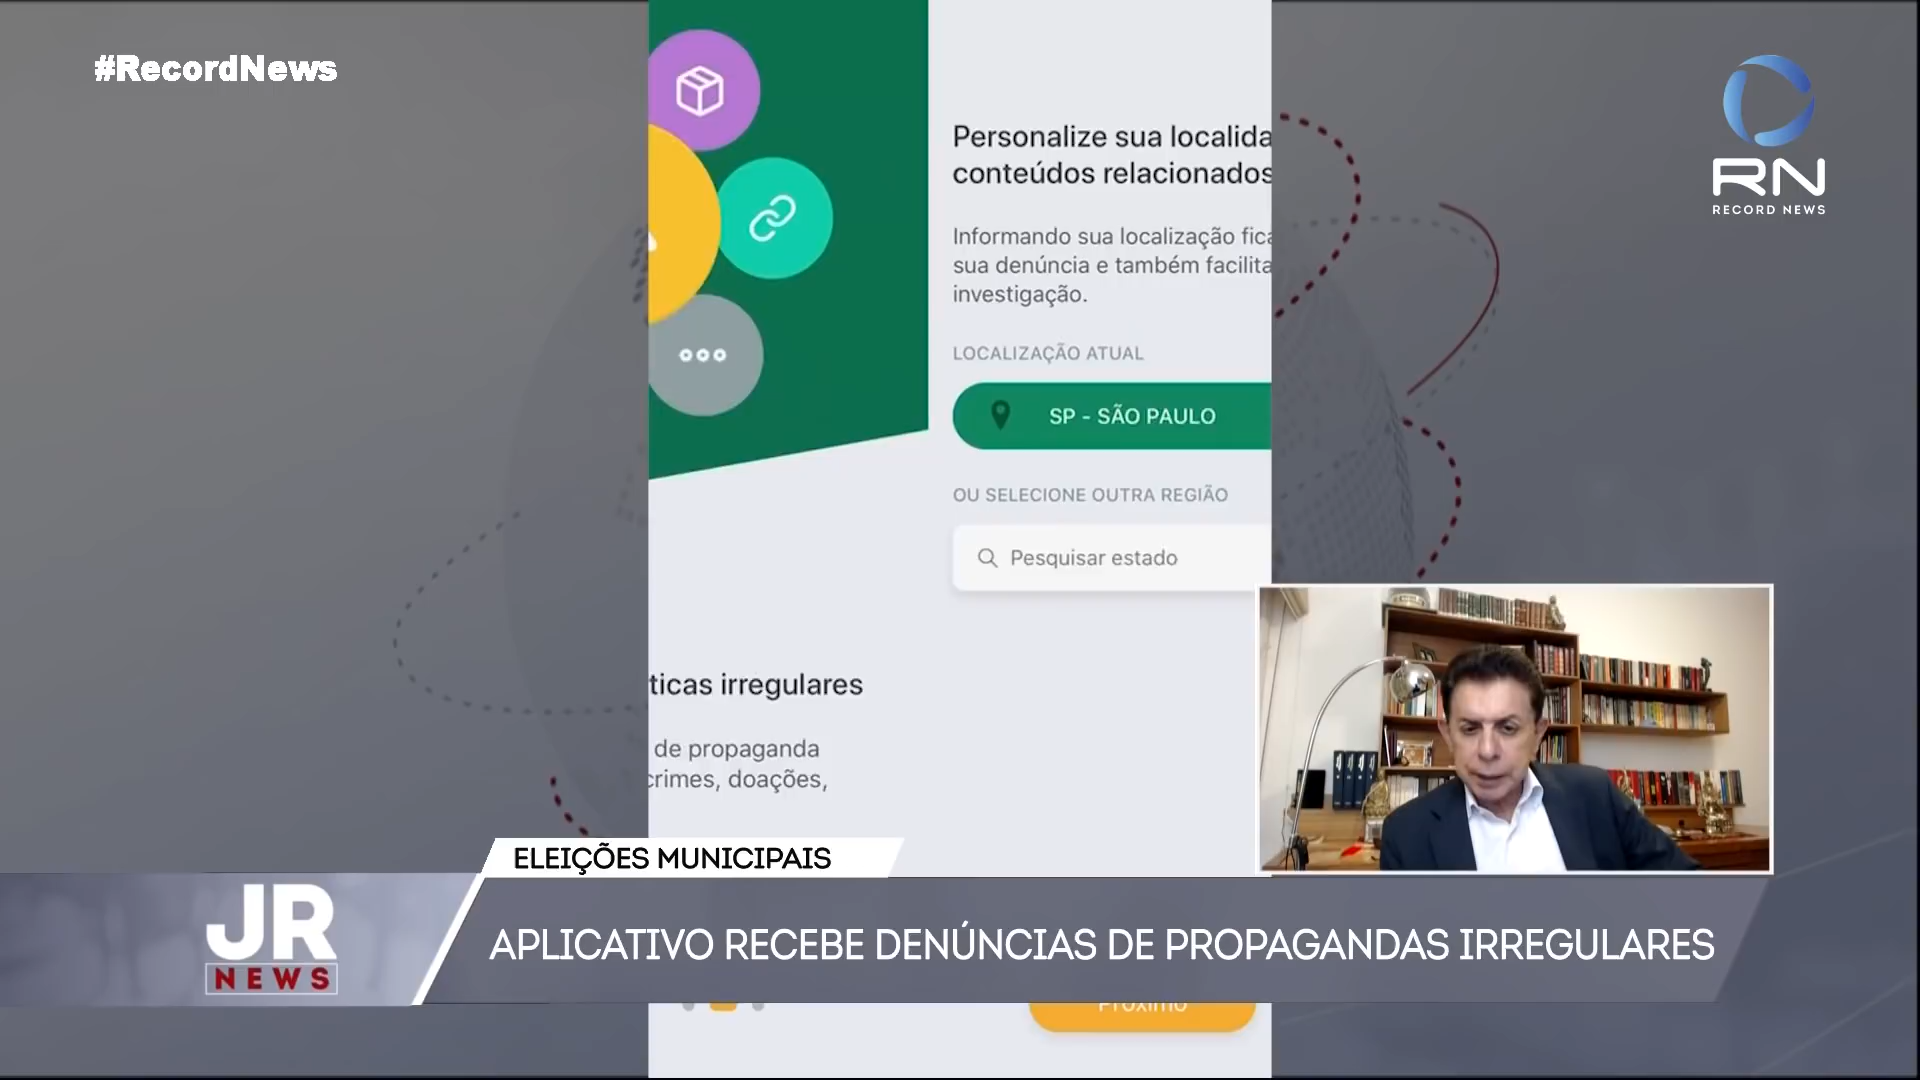 #RecordNews
RN
RECORD NEWS
Personalize sua localida
conteúdos relacionados
Informando sua localização fica
sua denúncia e também facilita
investigação.
LOCALIZAÇÃO ATUAL
SP - SÃO PAULO
OU SELECIONE OUTRA REGIÃO
Pesquisar estado
ticas irregulares
de propaganda
crimes, doações,
ELEIÇÕES MUNICIPAIS
JR
NEWS
APLICATIVO RECEBE DENÚNCIAS DE PROPAGANDAS IRREGULARES
Próximo